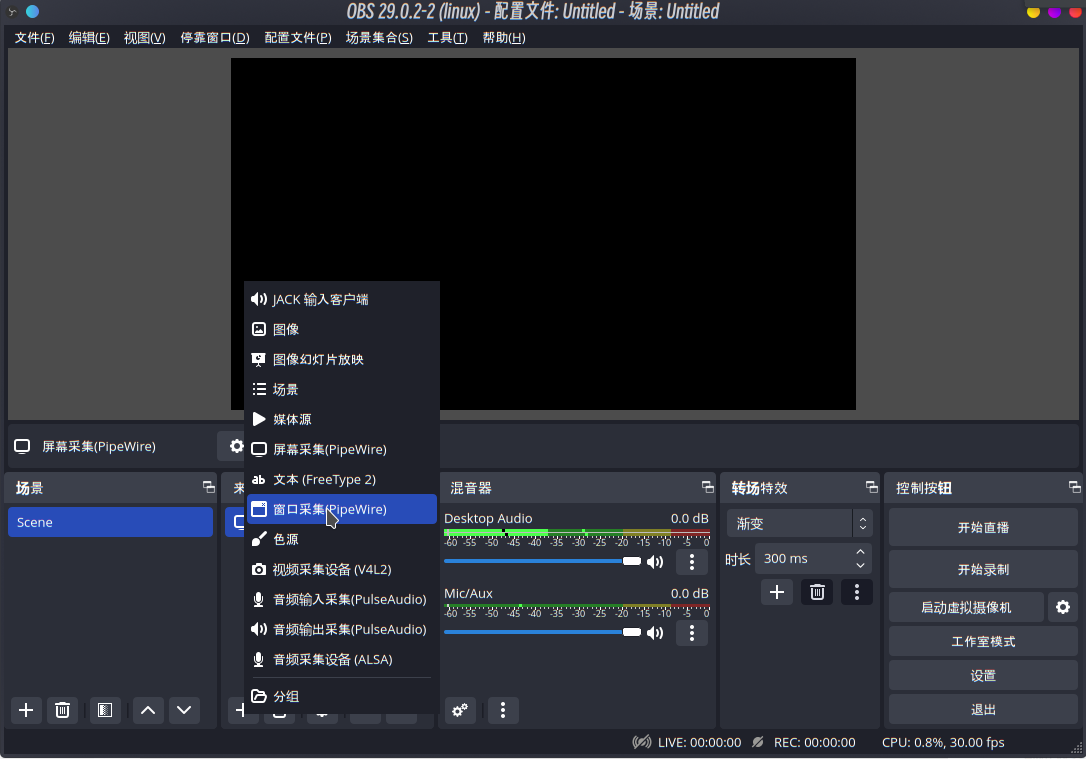 OBS 29.0.2-2 (linux) - 配置文件: Untitled - 场景: Untitled
文件(F) 编辑(E) 视图(V) 停靠窗口(D) 配置文件(P) 场景集合(S) 工具(T) 帮助(H)
JACK 输入客户端
图像
图像幻灯片放映
场景
媒体源
屏幕采集(PipeWire)
文本 (FreeType 2)
窗口采集(PipeWire)
色源
视频采集设备 (V4L2)
音频输入采集(PulseAudio)
音频输出采集(PulseAudio)
音频采集设备 (ALSA)
分组
屏幕采集(PipeWire)
场景
Scene
来
混音器
Desktop Audio 0.0 dB
-60 -55 -50 -45 -40 -35 -30 -25 -20 -15 -10 -5 0
Mic/Aux 0.0 dB
-60 -55 -50 -45 -40 -35 -30 -25 -20 -15 -10 -5 0
转场特效
渐变
时长 300 ms
控制按钮
开始直播
开始录制
启动虚拟摄像机
工作室模式
设置
退出
LIVE: 00:00:00 REC: 00:00:00 CPU: 0.8%, 30.00 fps